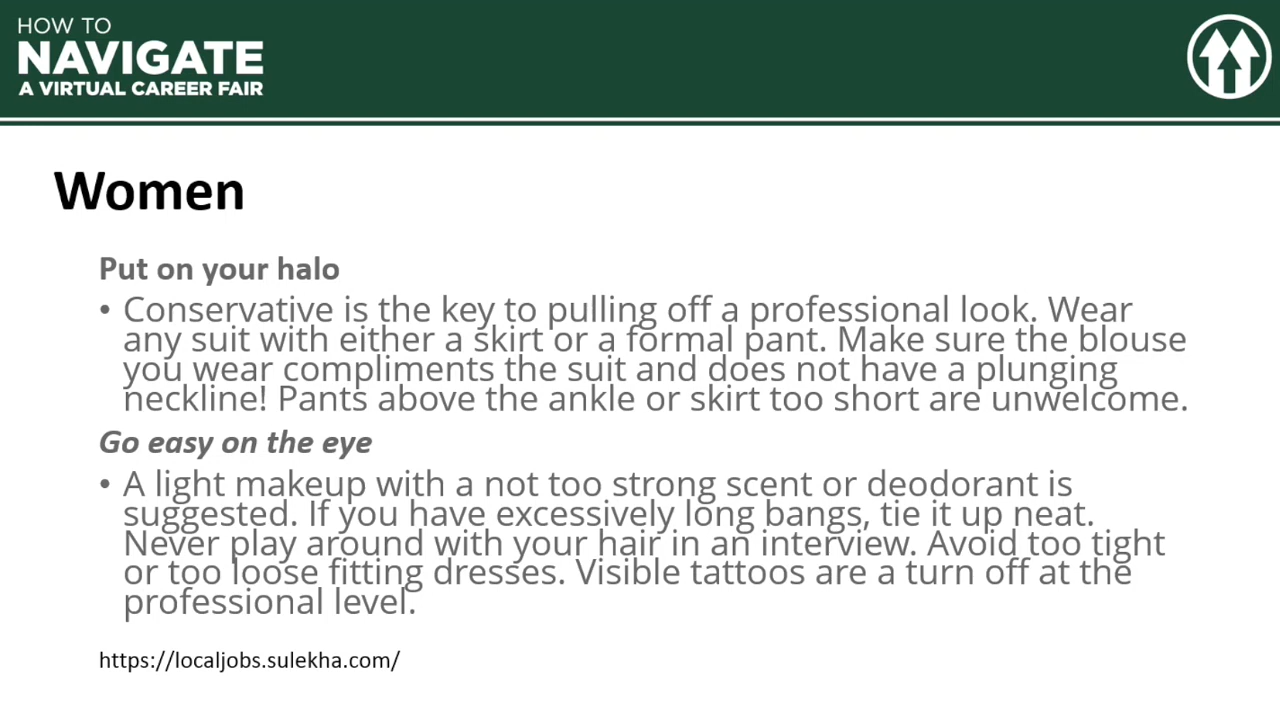 HOW TO
NAVIGATE
A VIRTUAL CAREER FAIR
Women
Put on your halo
• Conservative is the key to pulling off a professional look. Wear
any suit with either a skirt or a formal pant. Make sure the blouse
you wear compliments the suit and does not have a plunging
neckline! Pants above the ankle or skirt too short are unwelcome.
Go easy on the eye
• A light makeup with a not too strong scent or deodorant is
suggested. If you have excessively long bangs, tie it up neat.
Never play around with your hair in an interview. Avoid too tight
or too loose fitting dresses. Visible tattoos are a turn off at the
professional level.
https://localjobs.sulekha.com/